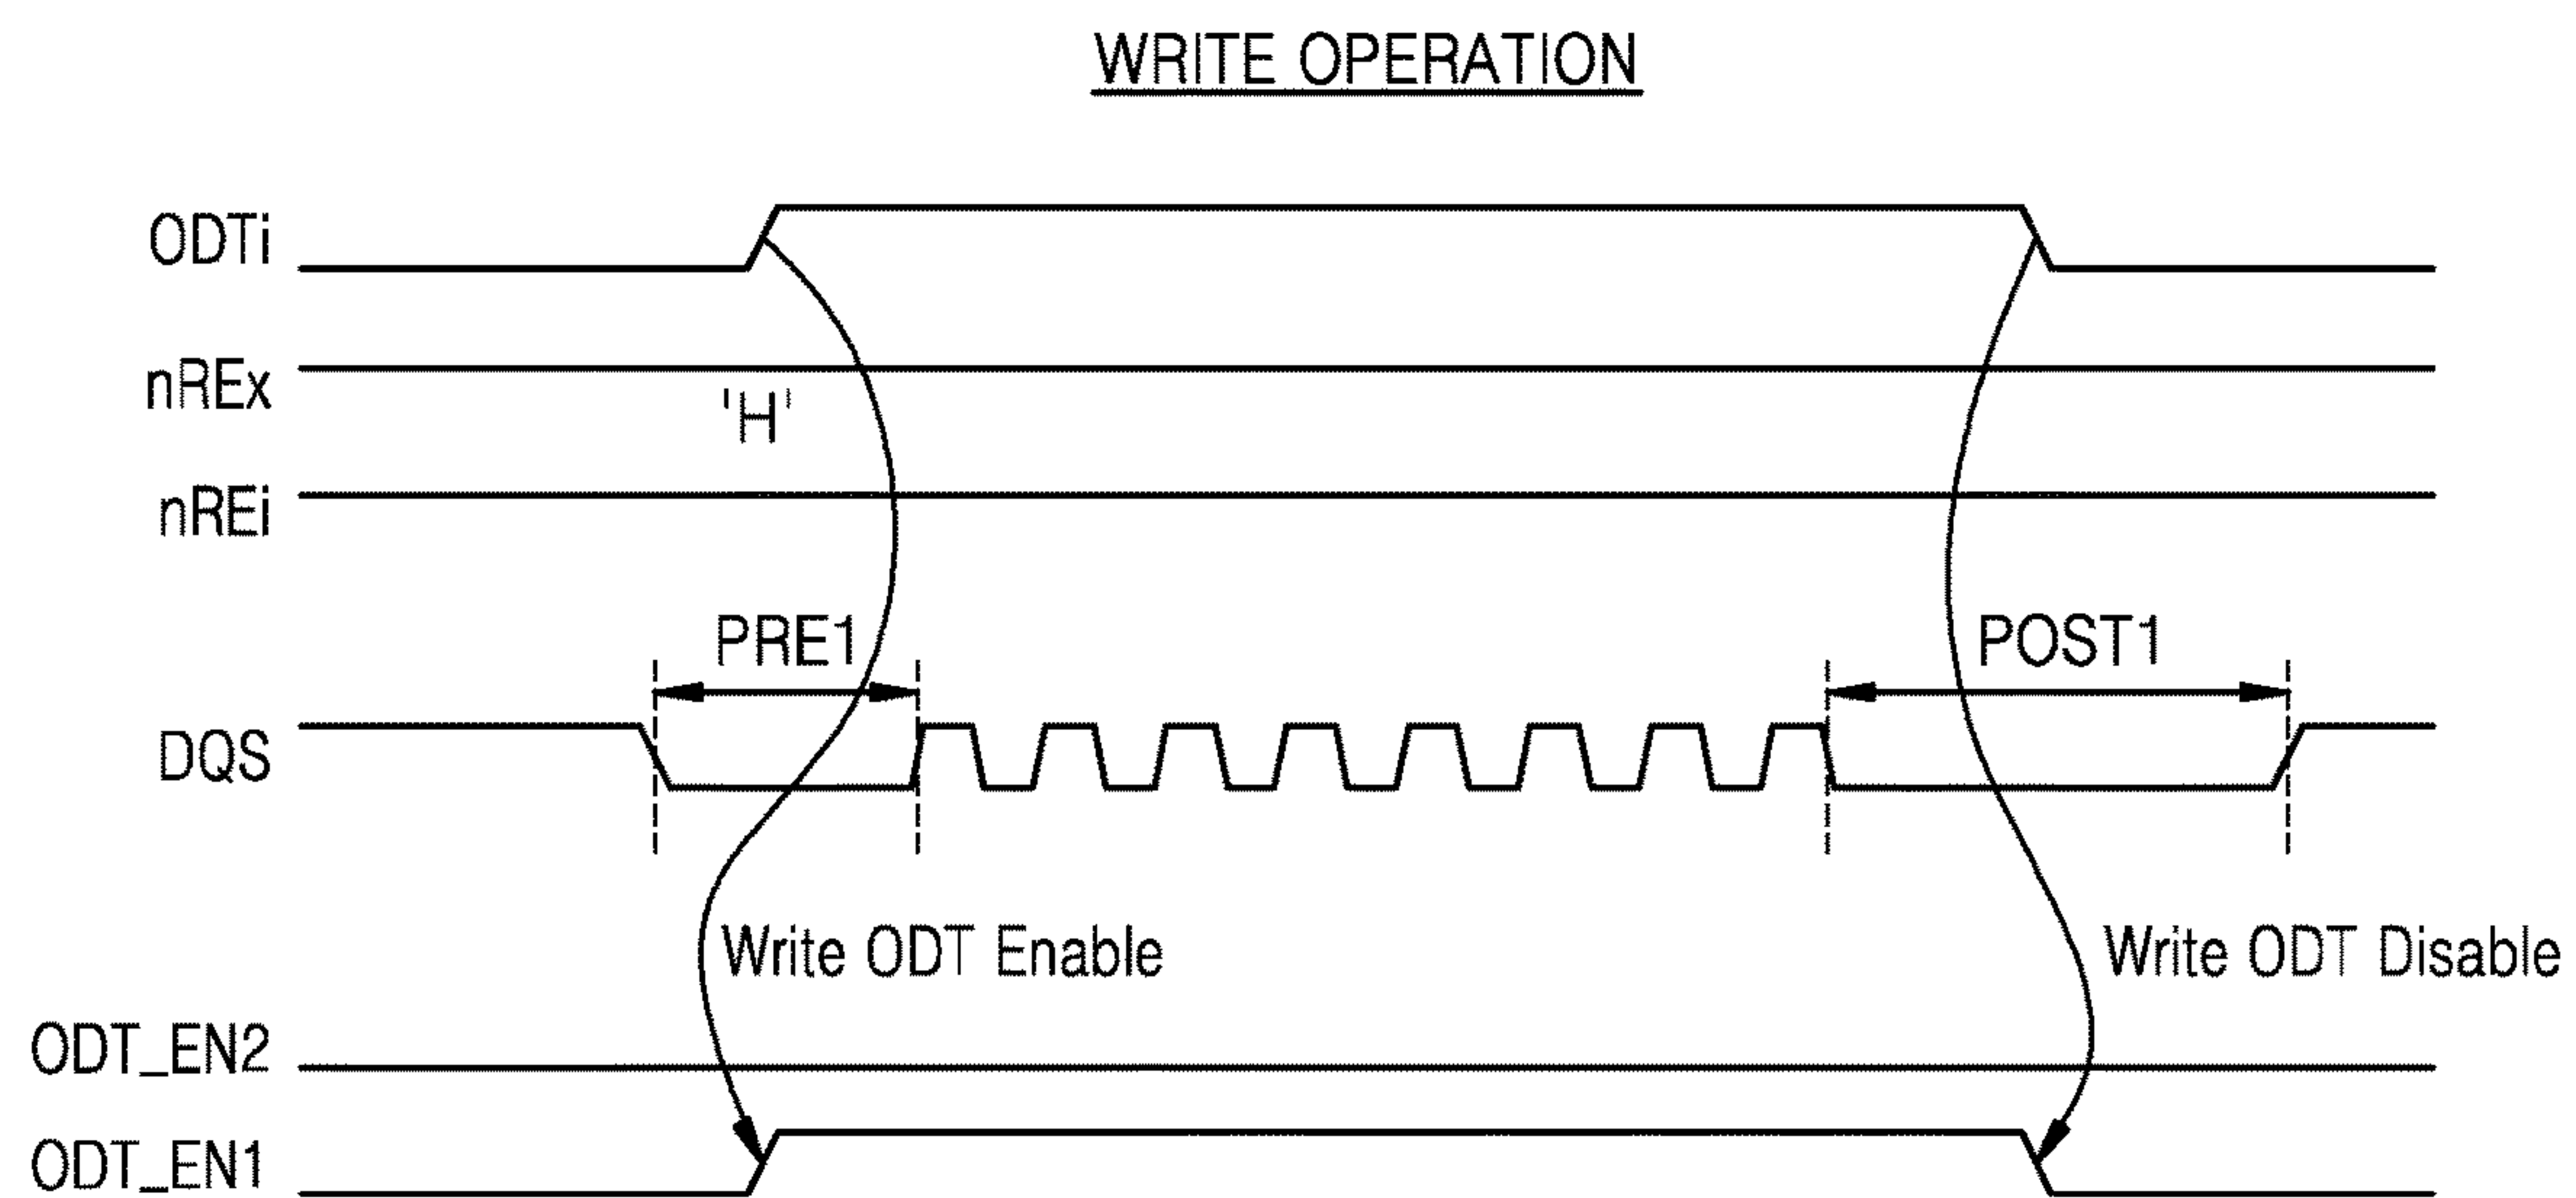 WRITE OPERATION
ODTi
nREx
'H'
nREi
PRE1
POST1
DQS
Write ODT Enable
Write ODT Disable
ODT_EN2
ODT_EN1